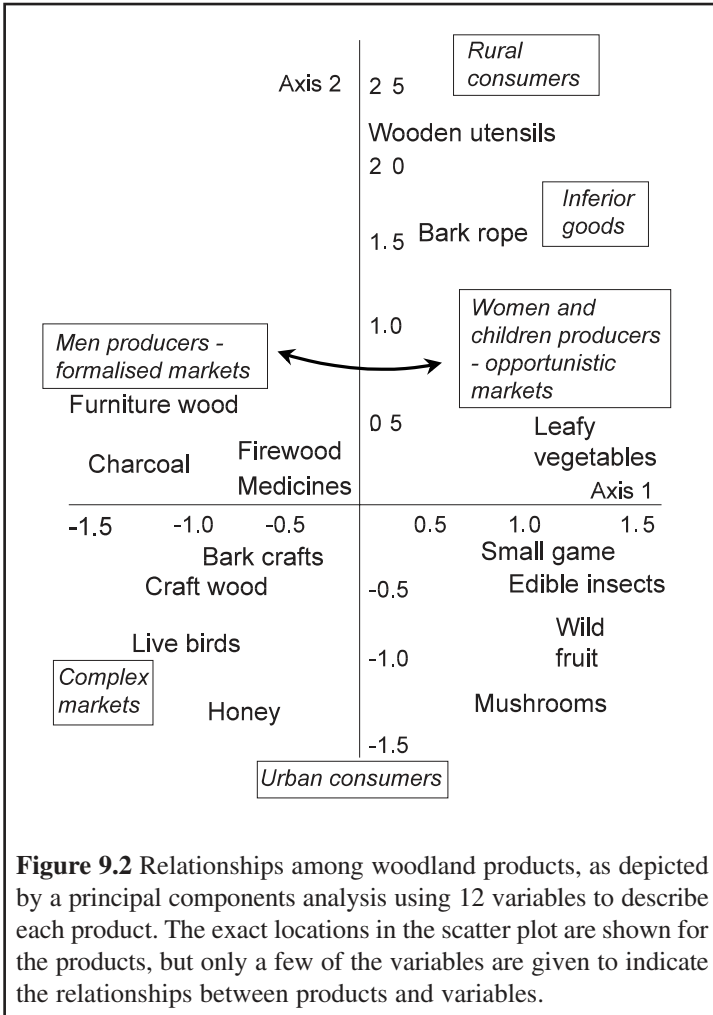 Rural
consumers
Axis 2
2 5
Wooden utensils
2 0
Inferior
goods
Bark rope
1.5
Women and
children producers
- opportunistic
markets
1.0
Men producers -
formalised markets
Furniture wood
0.5
Leafy
vegetables
Firewood
Charcoal
Medicines
Axis 1
-1.5 -1.0 -0.5 0.5 1.0 1.5
Bark crafts
Small game
Craft wood
-0.5
Edible insects
Live birds
Wild
fruit
-1.0
Complex
markets
Honey
Mushrooms
-1.5
Urban consumers
Figure 9.2 Relationships among woodland products, as depicted
by a principal components analysis using 12 variables to describe
each product. The exact locations in the scatter plot are shown for
the products, but only a few of the variables are given to indicate
the relationships between products and variables.